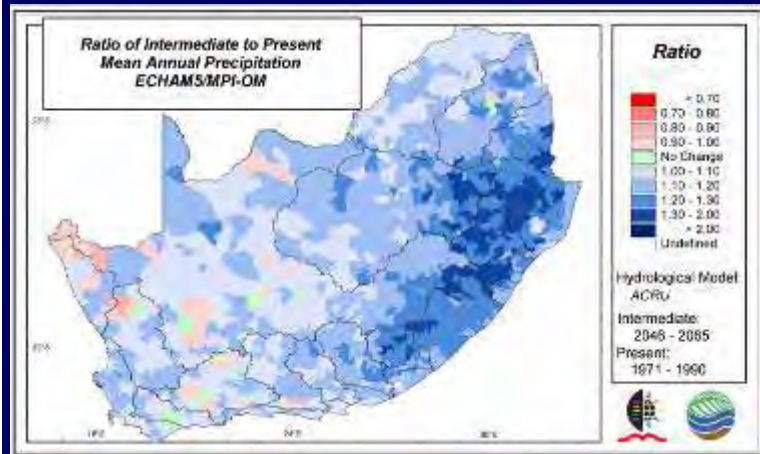 Ratio of Intermediate to Present
Mean Annual Precipitation
ECHAM5/MPI-OM
Ratio
< 0.70
0.70 - 0.80
0.80 - 0.90
0.90 - 1.00
No Change
1.00 - 1.10
1.10 - 1.20
1.20 - 1.30
1.30 - 2.00
> 2.00
Undefined
Hydrological Model:
ACRU
Intermediate:
2046 - 2065
Present:
1971 - 1990